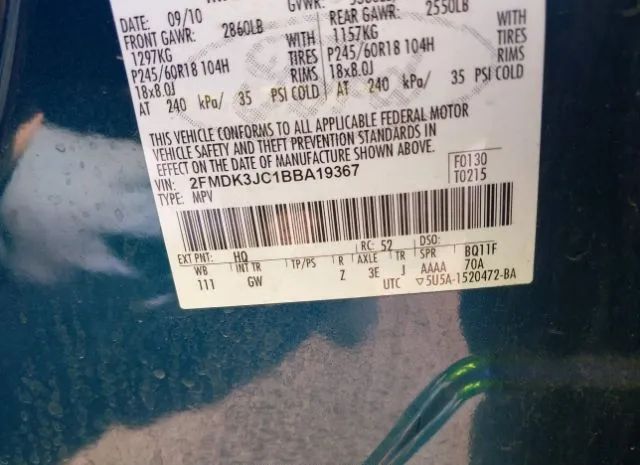 DATE: 09/10 GVWR:
FRONT GAWR: 2860LB REAR GAWR: 2550LB
1297KG WITH 1157KG WITH
P245/60R18 104H TIRES P245/60R18 104H TIRES
18x8.0J RIMS 18x8.0J RIMS
AT 240 kPa/ 35 PSI COLD AT 240 kPa/ 35 PSI COLD
THIS VEHICLE CONFORMS TO ALL APPLICABLE FEDERAL MOTOR
VEHICLE SAFETY AND THEFT PREVENTION STANDARDS IN
EFFECT ON THE DATE OF MANUFACTURE SHOWN ABOVE.
VIN: 2FMDK3JC1BBA19367 F0130
TYPE: MPV T0215
EXT PNT: HQ RC: 52 DSO:
WB INT TR TP/PS R AXLE TR SPR BQ11F
111 GW Z 3E J AAAA 70A
UTC ▽5U5A-1520472-BA